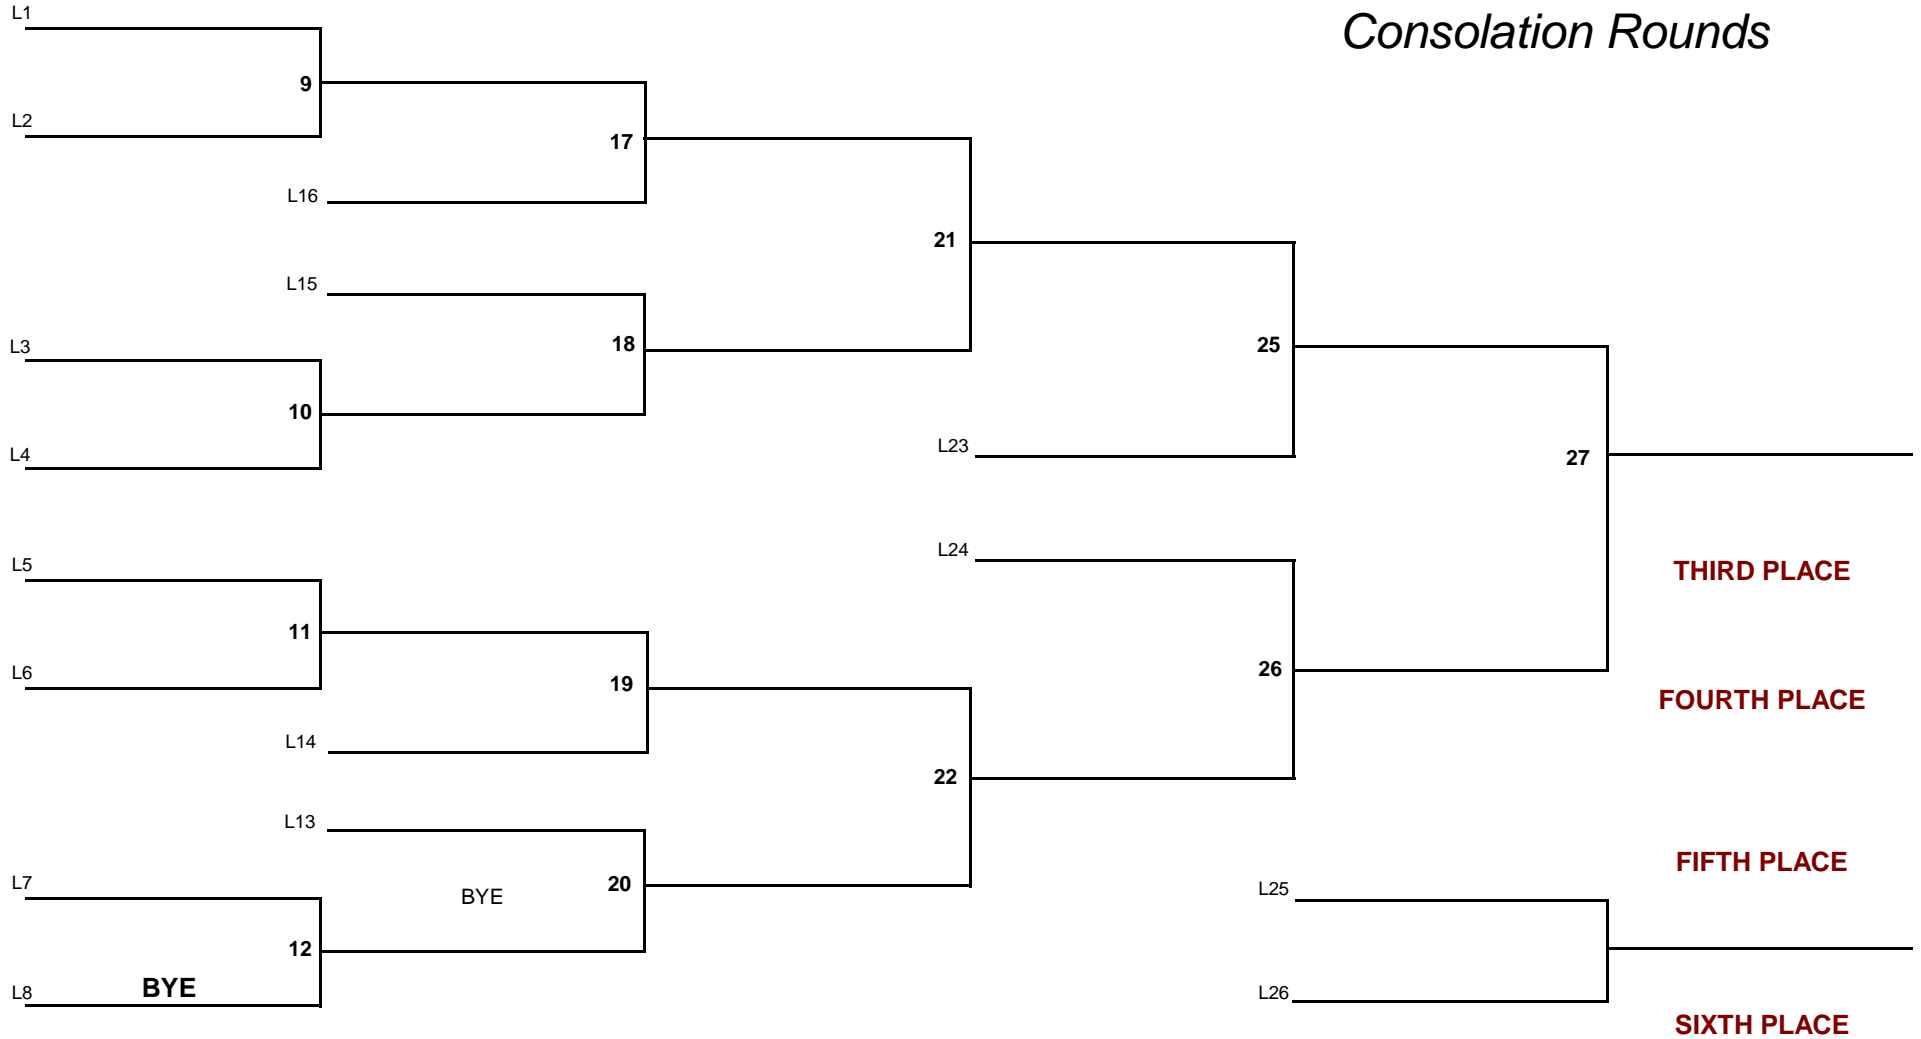 L1
Consolation Rounds
9
L2
17
L16
21
L15
L3
18
25
10
L23
L4
27
L24
L5
THIRD PLACE
11
L6
26
19
FOURTH PLACE
L14
22
L13
FIFTH PLACE
L7
20
L25
BYE
12
BYE
L8
L26
SIXTH PLACE